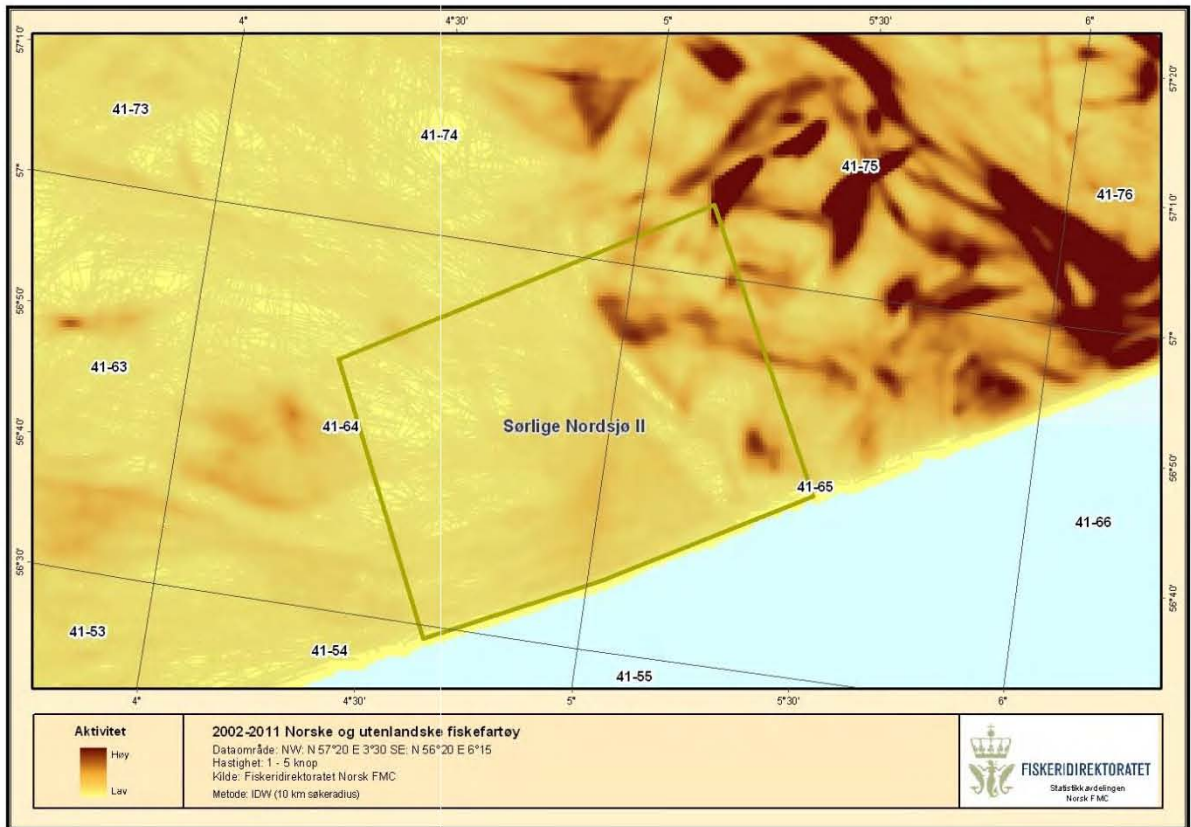 4°
4°30'
5°
5°30'
6°
57°10'
57°20'
41-73
41-74
41-75
57°
41-76
57°10'
56°50'
57°
41-63
56°40'
41-64
Sørlige Nordsjø II
56°50'
41-65
41-66
56°30'
56°40'
41-53
41-54
41-55
4°
4°30'
5°
5°30'
6°
Aktivitet
Høy
Lav
2002-2011 Norske og utenlandske fiskefartøy
Dataområde: NW: N 57°20 E 3°30 SE: N 56°20 E 6°15
Hastighet: 1 - 5 knop
Kilde: Fiskeridirektoratet Norsk FMC
Metode: IDW (10 km søkeradius)
FISKERIDIREKTORATET
Statistikkavdelingen
Norsk FMC